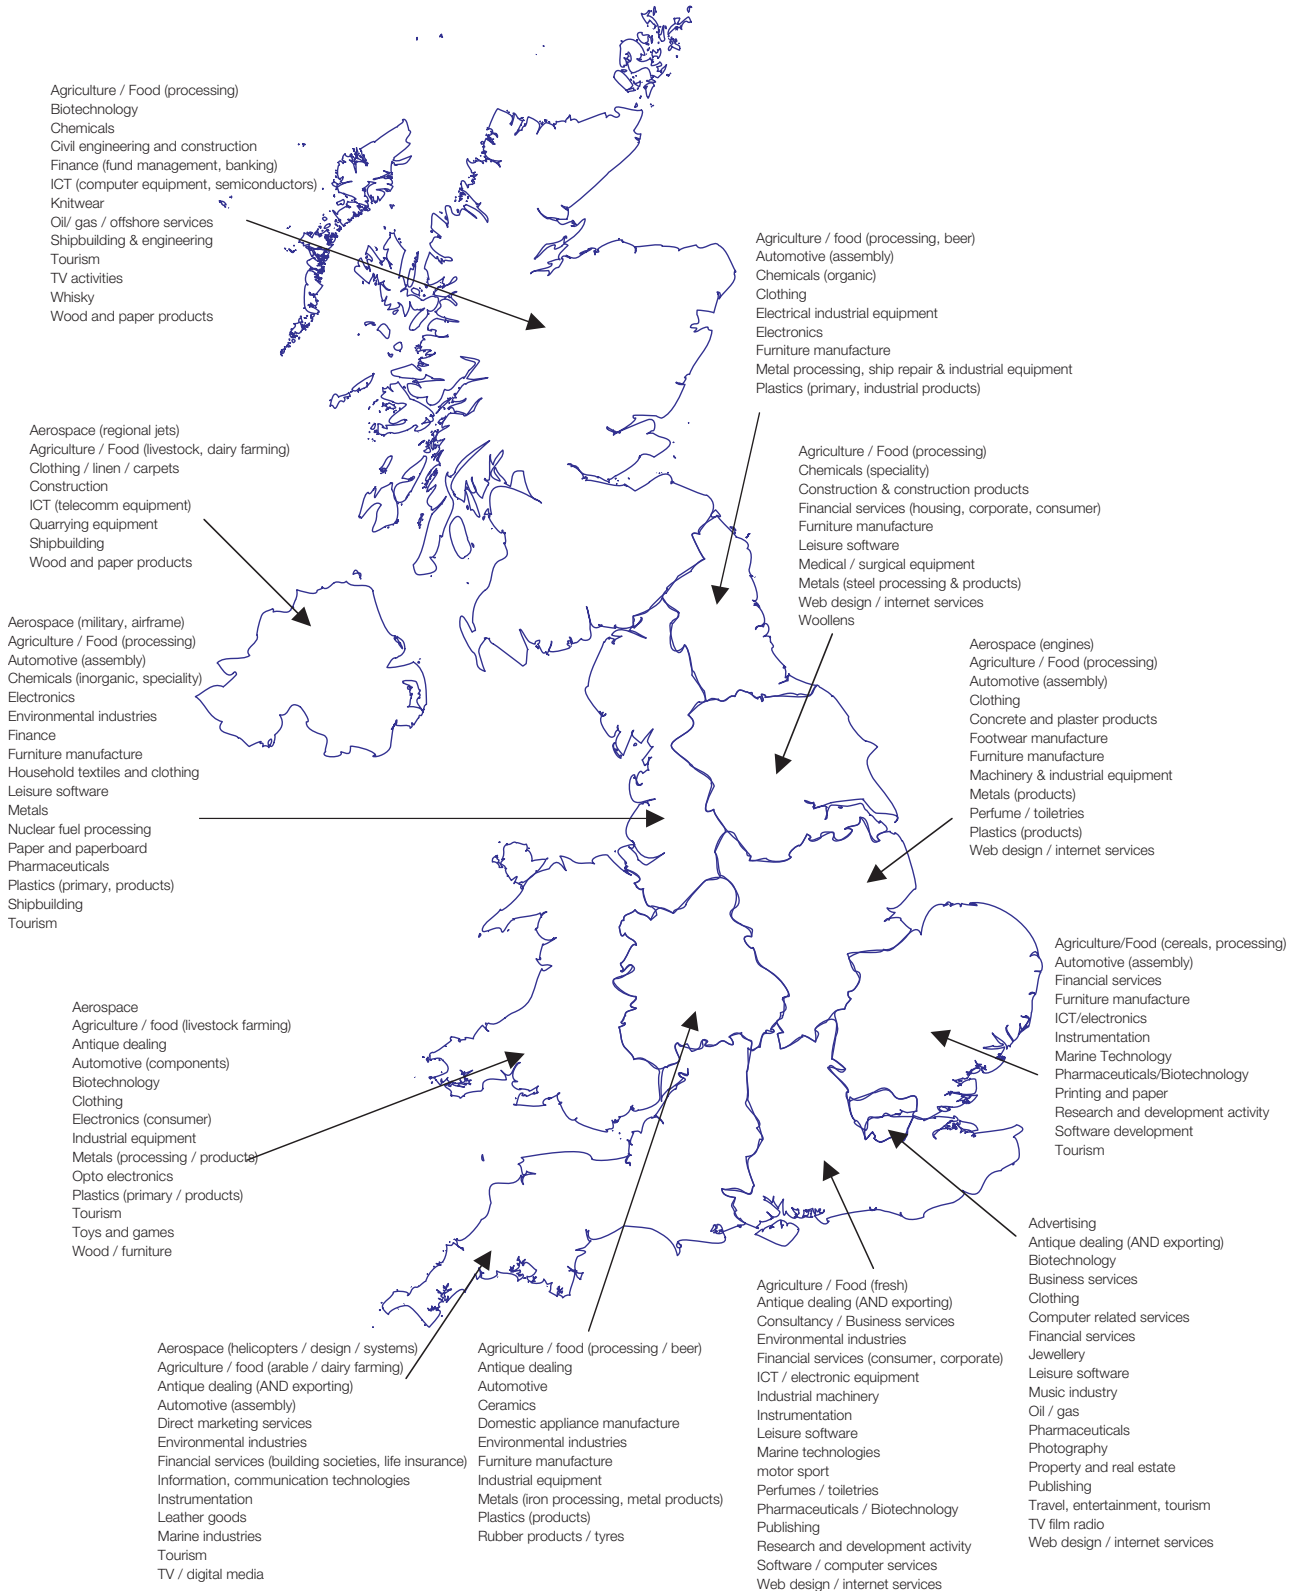 Agriculture / Food (processing)
Biotechnology
Chemicals
Civil engineering and construction
Finance (fund management, banking)
ICT (computer equipment, semiconductors)
Knitwear
Oil/ gas / offshore services
Shipbuilding & engineering
Tourism
TV activities
Whisky
Wood and paper products
Agriculture / food (processing, beer)
Automotive (assembly)
Chemicals (organic)
Clothing
Electrical industrial equipment
Electronics
Furniture manufacture
Metal processing, ship repair & industrial equipment
Plastics (primary, industrial products)
Aerospace (regional jets)
Agriculture / Food (livestock, dairy farming)
Clothing / linen / carpets
Construction
ICT (telecomm equipment)
Quarrying equipment
Shipbuilding
Wood and paper products
Agriculture / Food (processing)
Chemicals (speciality)
Construction & construction products
Financial services (housing, corporate, consumer)
Furniture manufacture
Leisure software
Medical / surgical equipment
Metals (steel processing & products)
Web design / internet services
Woollens
Aerospace (military, airframe)
Agriculture / Food (processing)
Automotive (assembly)
Chemicals (inorganic, speciality)
Electronics
Environmental industries
Finance
Furniture manufacture
Household textiles and clothing
Leisure software
Metals
Nuclear fuel processing
Paper and paperboard
Pharmaceuticals
Plastics (primary, products)
Shipbuilding
Tourism
Aerospace (engines)
Agriculture / Food (processing)
Automotive (assembly)
Clothing
Concrete and plaster products
Footwear manufacture
Furniture manufacture
Machinery & industrial equipment
Metals (products)
Perfume / toiletries
Plastics (products)
Web design / internet services
Agriculture/Food (cereals, processing)
Automotive (assembly)
Financial services
Furniture manufacture
ICT/electronics
Instrumentation
Marine Technology
Pharmaceuticals/Biotechnology
Printing and paper
Research and development activity
Software development
Tourism
Aerospace
Agriculture / food (livestock farming)
Antique dealing
Automotive (components)
Biotechnology
Clothing
Electronics (consumer)
Industrial equipment
Metals (processing / products)
Opto electronics
Plastics (primary / products)
Tourism
Toys and games
Wood / furniture
Advertising
Antique dealing (AND exporting)
Biotechnology
Business services
Clothing
Computer related services
Financial services
Jewellery
Leisure software
Music industry
Oil / gas
Pharmaceuticals
Photography
Property and real estate
Publishing
Travel, entertainment, tourism
TV film radio
Web design / internet services
Aerospace (helicopters / design / systems)
Agriculture / food (arable / dairy farming)
Antique dealing (AND exporting)
Automotive (assembly)
Direct marketing services
Environmental industries
Financial services (building societies, life insurance)
Information, communication technologies
Instrumentation
Leather goods
Marine industries
Tourism
TV / digital media
Agriculture / food (processing / beer)
Antique dealing
Automotive
Ceramics
Domestic appliance manufacture
Environmental industries
Furniture manufacture
Industrial equipment
Metals (iron processing, metal products)
Plastics (products)
Rubber products / tyres
Agriculture / Food (fresh)
Antique dealing (AND exporting)
Consultancy / Business services
Environmental industries
Financial services (consumer, corporate)
ICT / electronic equipment
Industrial machinery
Instrumentation
Leisure software
Marine technologies
motor sport
Perfumes / toiletries
Pharmaceuticals / Biotechnology
Publishing
Research and development activity
Software / computer services
Web design / internet services